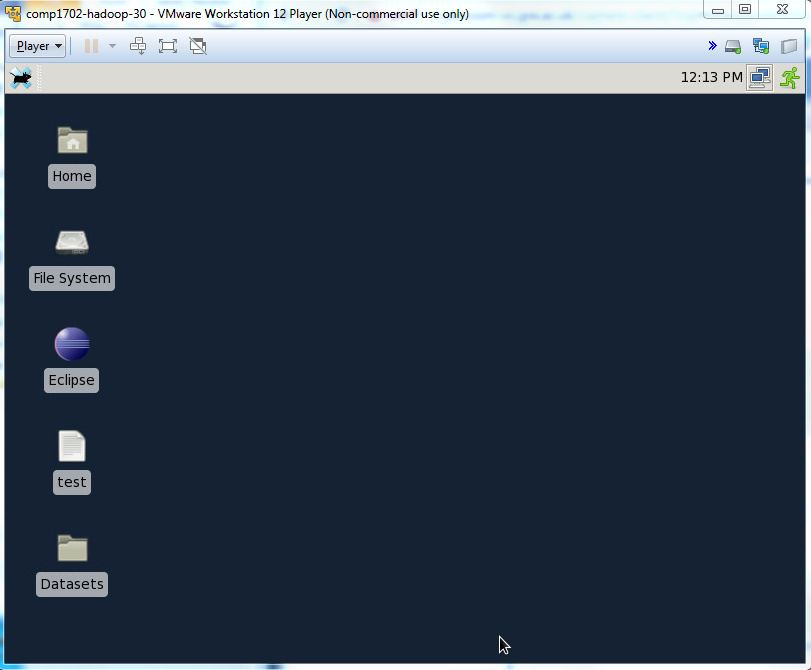 comp1702-hadoop-30 - VMware Workstation 12 Player (Non-commercial use only)
Player
12:13 PM
Home
File System
Eclipse
test
Datasets